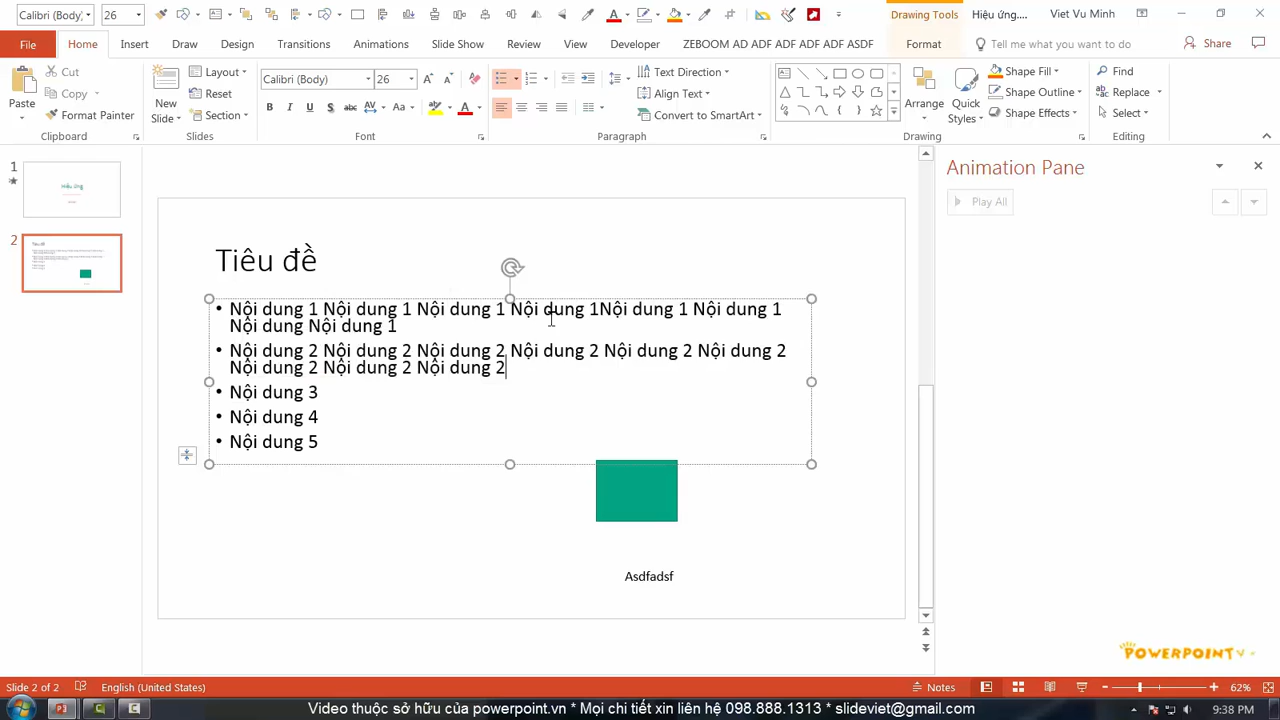 Calibri (Body) 26
Drawing Tools
Hiệu ứng.... Viet Vu Minh
File Home Insert Draw Design Transitions Animations Slide Show Review View Developer ZEBOOM AD ADF ADF ADF ASDF Format Tell me what you want to do Share
Paste
Cut
Copy
Format Painter
Clipboard
New Slide
Layout
Reset
Section
Slides
Calibri (Body) 26
B I U S abc AV Aa A
Font
Text Direction
Align Text
Convert to SmartArt
Paragraph
Arrange
Quick Styles
Shape Fill
Shape Outline
Shape Effects
Drawing
Find
Replace
Select
Editing
1
Hiệu ứng
2
Tiêu đề
• Nội dung 1 Nội dung 1 Nội dung 1 Nội dung 1Nội dung 1 Nội dung 1
Nội dung Nội dung 1
• Nội dung 2 Nội dung 2 Nội dung 2 Nội dung 2 Nội dung 2 Nội dung 2
Nội dung 2 Nội dung 2 Nội dung 2
• Nội dung 3
• Nội dung 4
• Nội dung 5
Asdfadsf
Animation Pane
Play All
POWERPOINT V
Slide 2 of 2 English (United States) Notes 62%
Video thuộc sở hữu của powerpoint.vn * Mọi chi tiết xin liên hệ 098.888.1313 * slideviet@gmail.com
9:38 PM